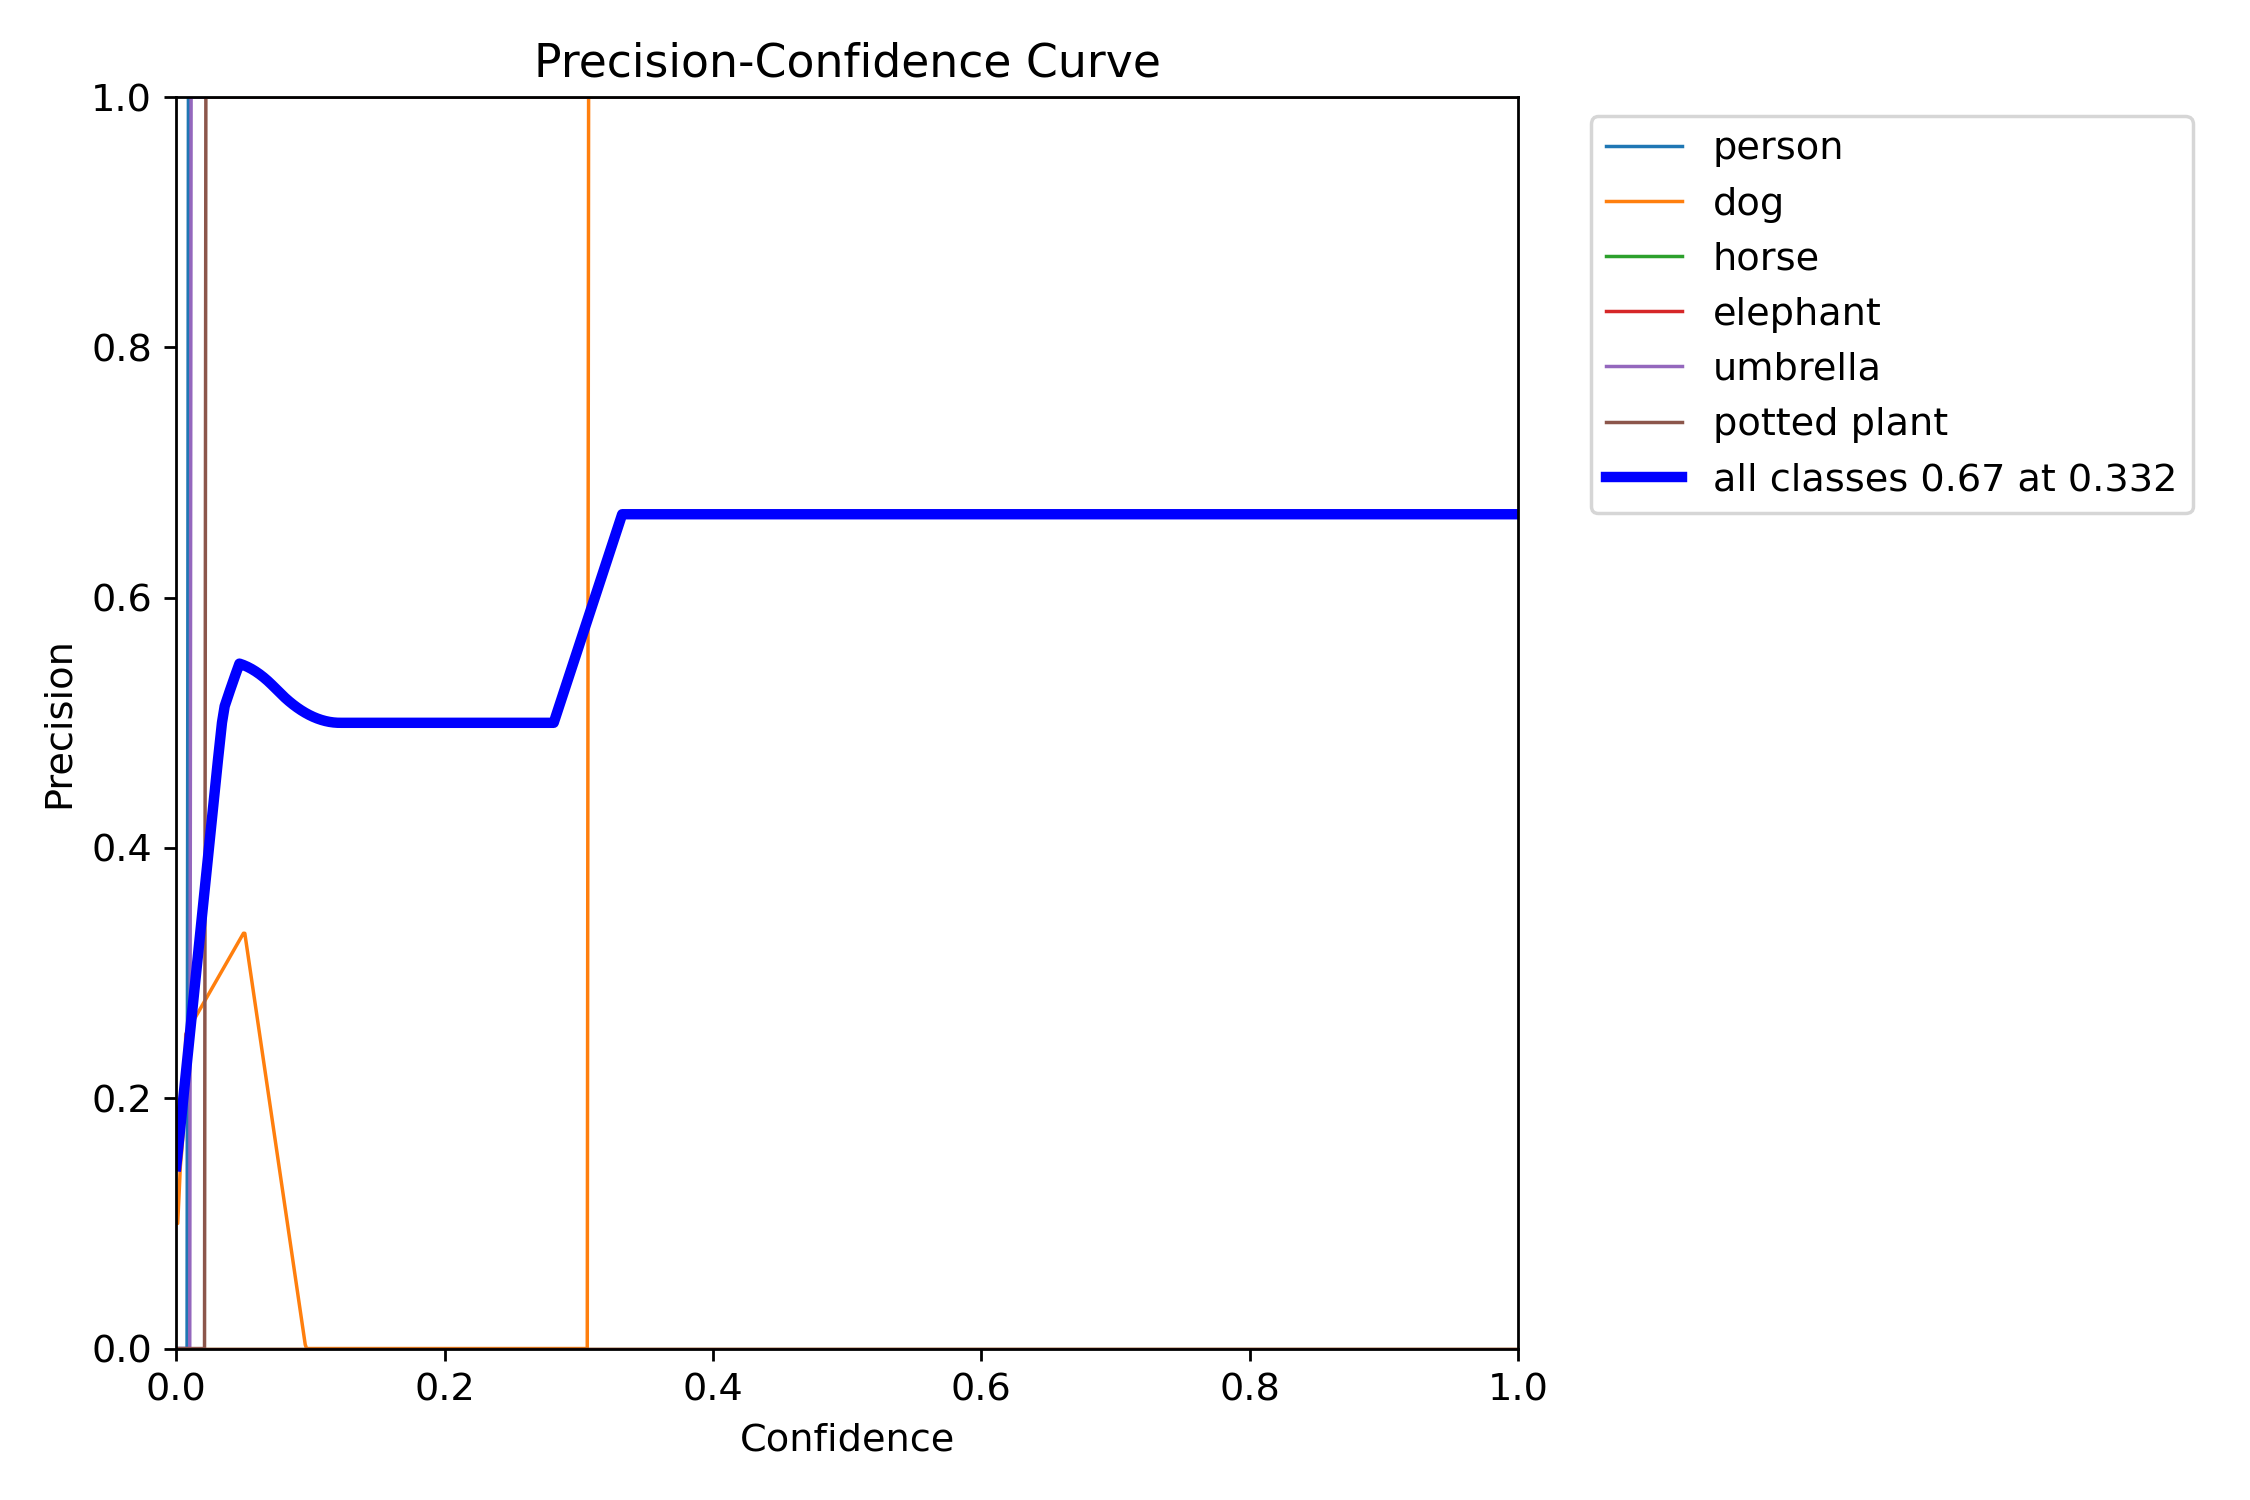 Precision-Confidence Curve
1.0
0.8
0.6
0.4
0.2
0.0
Precision
0.0 0.2 0.4 0.6 0.8 1.0
Confidence
person
dog
horse
elephant
umbrella
potted plant
all classes 0.67 at 0.332